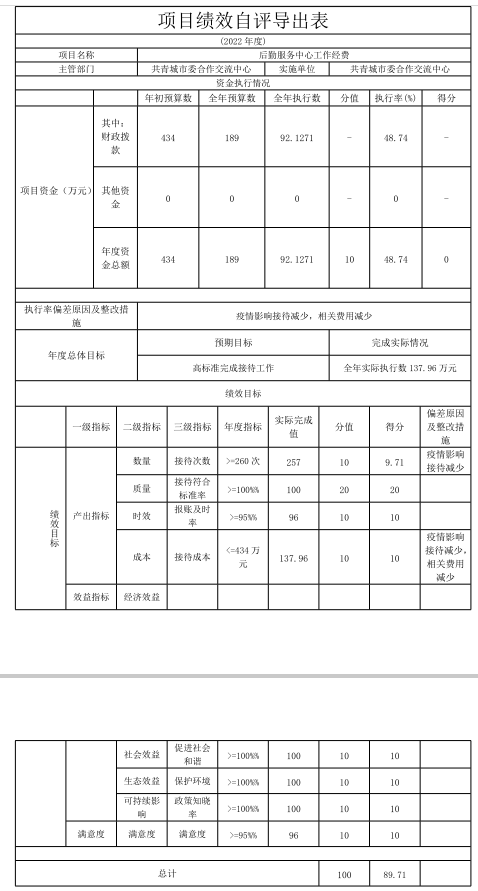 项目绩效自评导出表
(2022 年度)
项目名称 后勤服务中心工作经费
主管部门 共青城市委合作交流中心 实施单位 共青城市委合作交流中心
资金执行情况
年初预算数 全年预算数 全年执行数 分值 执行率(%) 得分
项目资金（万元） 其中：财政拨款 434 189 92.1271 - 48.74 -
其他资金 0 0 0 - 0 -
年度资金总额 434 189 92.1271 10 48.74 0
执行率偏差原因及整改措施 疫情影响接待减少，相关费用减少
年度总体目标 预期目标 完成实际情况
高标准完成接待工作 全年实际执行数 137.96 万元
绩效目标
一级指标 二级指标 三级指标 年度指标 实际完成值 分值 得分 偏差原因及整改措施
绩效目标 产出指标 数量 接待次数 >=260 次 257 10 9.71 疫情影响接待减少
质量 接待符合标准率 >=100%% 100 20 20
时效 报账及时率 >=95%% 96 10 10
成本 接待成本 <=434 万元 137.96 10 10 疫情影响接待减少，相关费用减少
效益指标 经济效益
社会效益 促进社会和谐 >=100%% 100 10 10
生态效益 保护环境 >=100%% 100 10 10
可持续影响 政策知晓率 >=100%% 100 10 10
满意度 满意度 满意度 >=95%% 96 10 10
总计 100 89.71